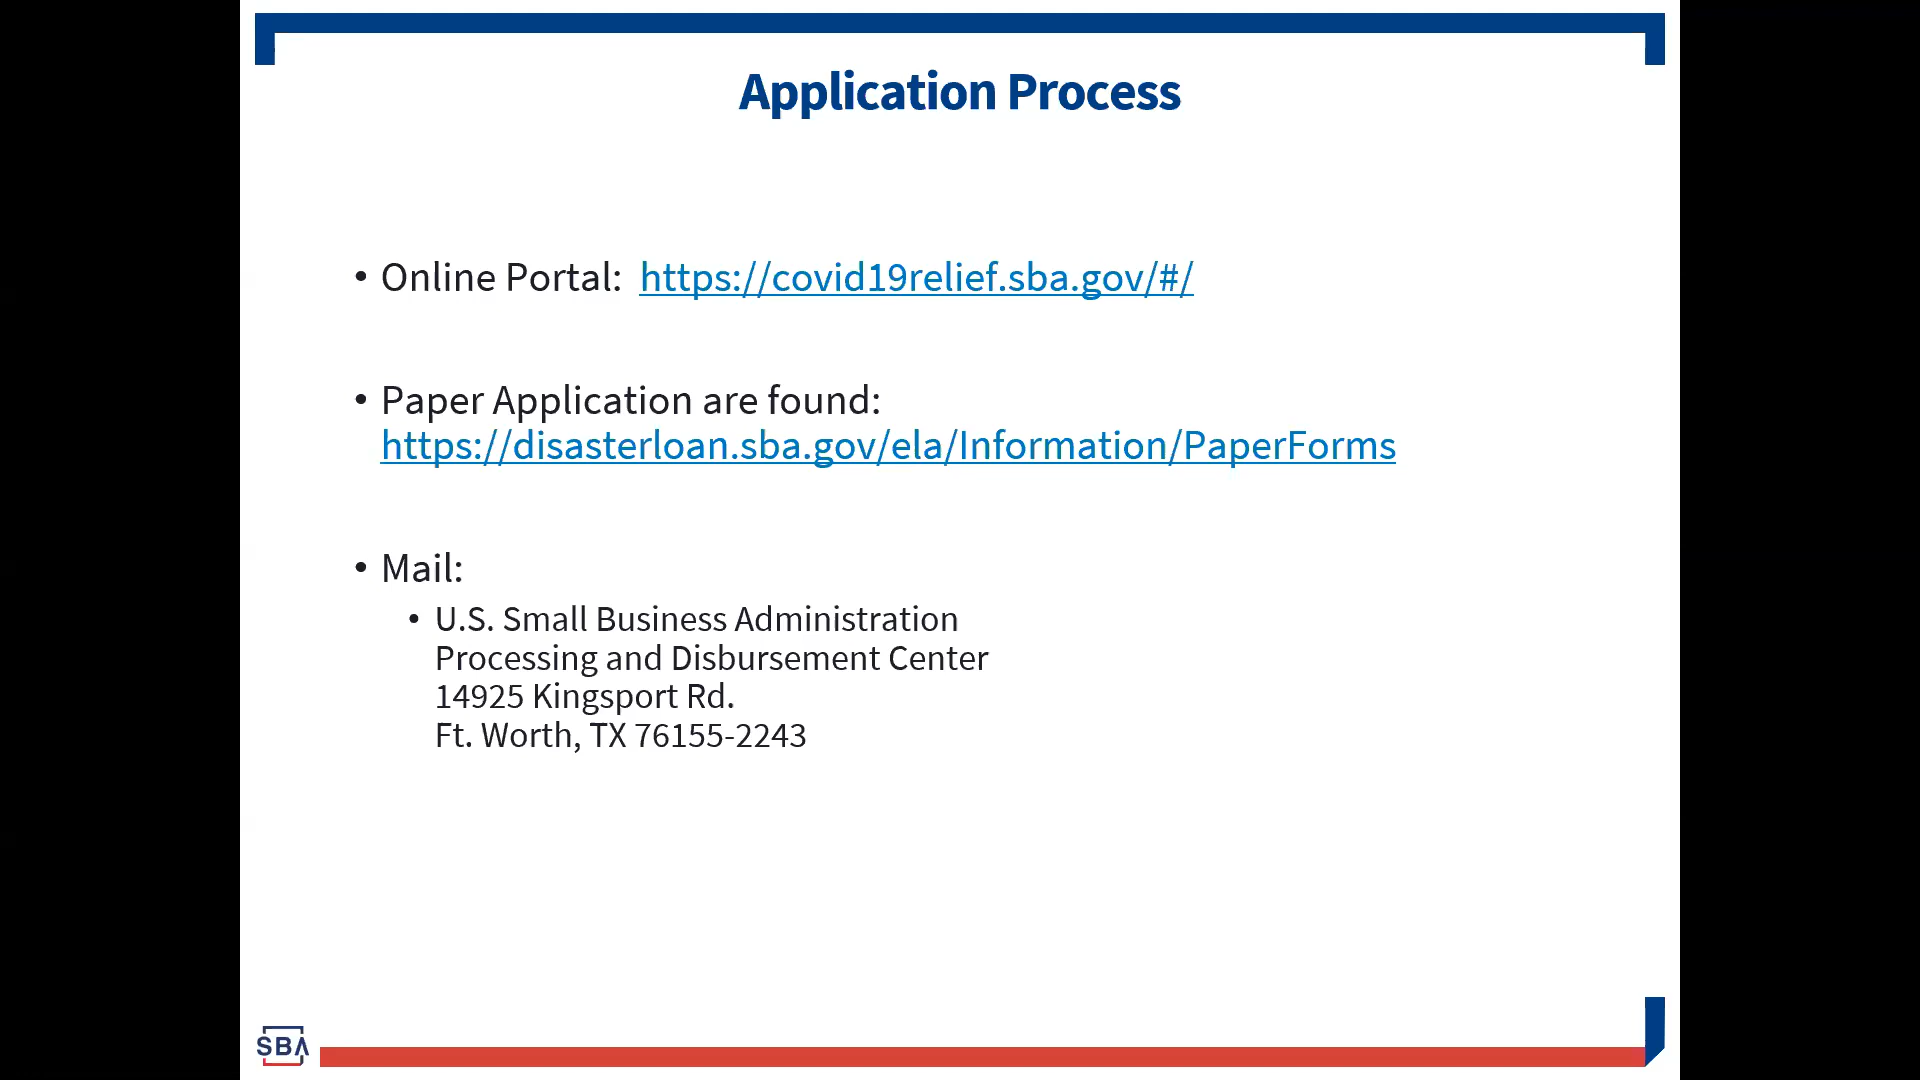 Application Process
• Online Portal: https://covid19relief.sba.gov/#/
• Paper Application are found:
https://disasterloan.sba.gov/ela/Information/PaperForms
• Mail:
• U.S. Small Business Administration
Processing and Disbursement Center
14925 Kingsport Rd.
Ft. Worth, TX 76155-2243
SBA